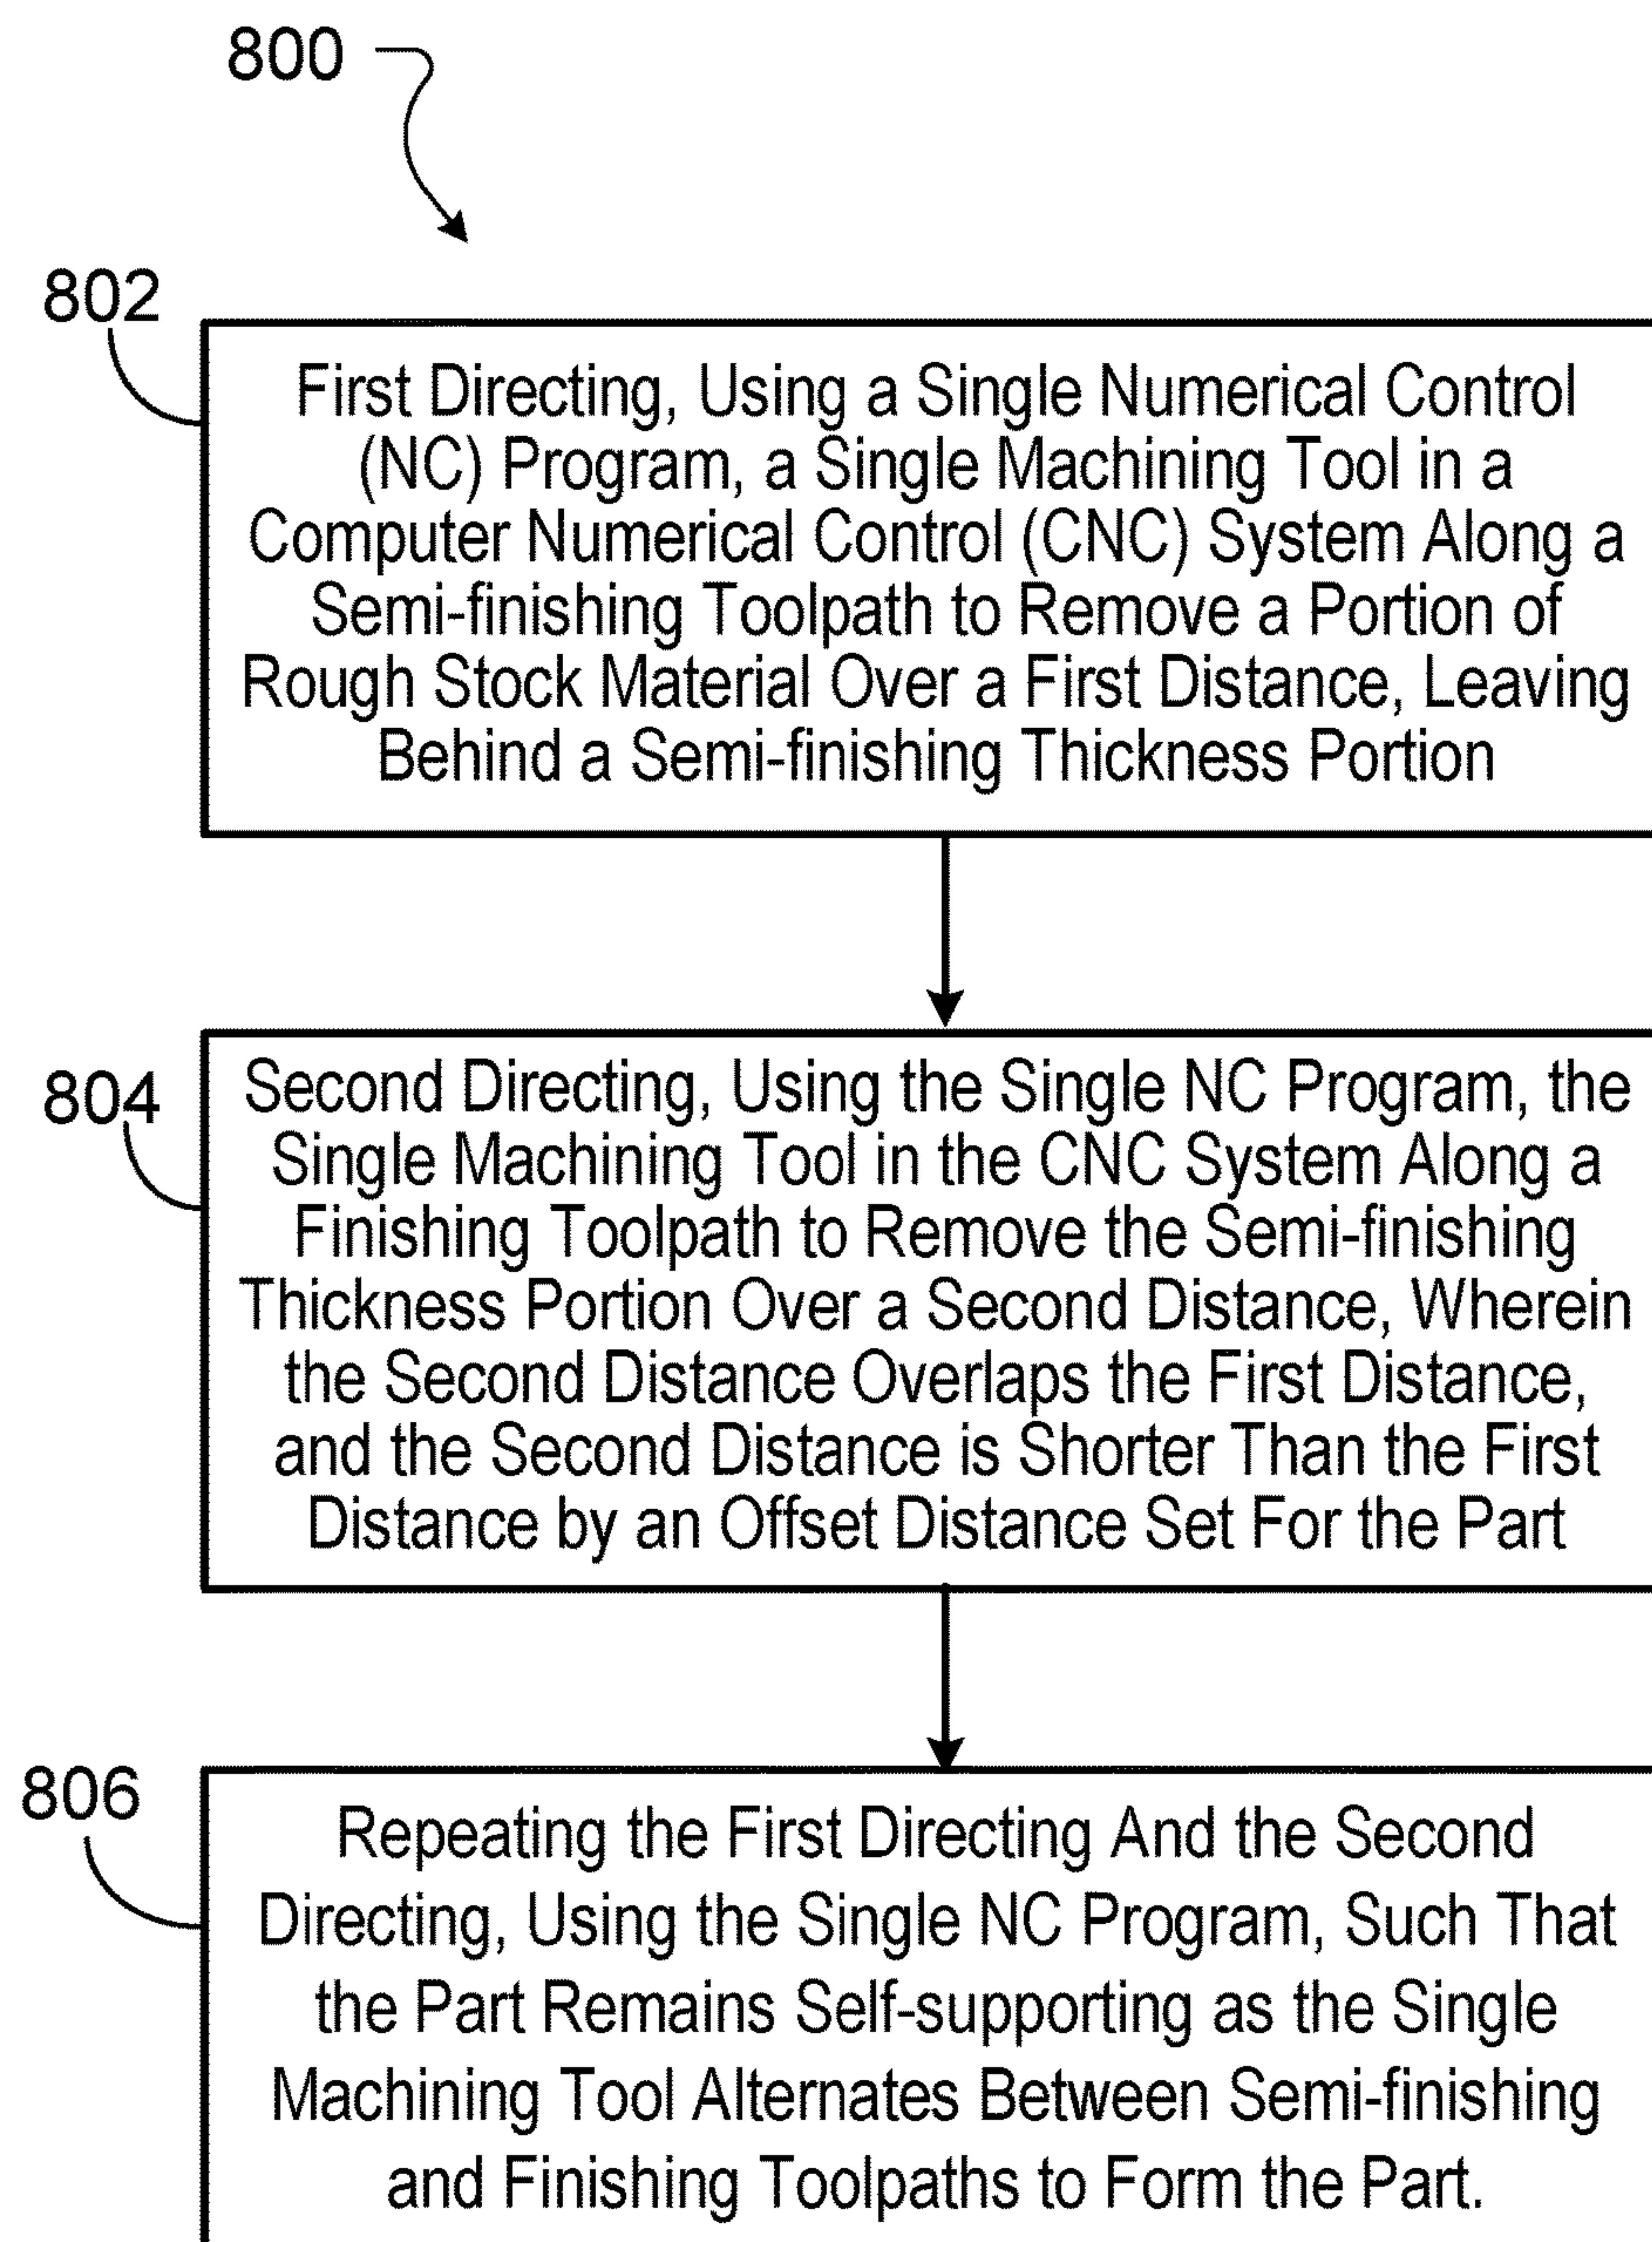 800
802
First Directing, Using a Single Numerical Control
(NC) Program, a Single Machining Tool in a
Computer Numerical Control (CNC) System Along a
Semi-finishing Toolpath to Remove a Portion of
Rough Stock Material Over a First Distance, Leaving
Behind a Semi-finishing Thickness Portion
804
Second Directing, Using the Single NC Program, the
Single Machining Tool in the CNC System Along a
Finishing Toolpath to Remove the Semi-finishing
Thickness Portion Over a Second Distance, Wherein
the Second Distance Overlaps the First Distance,
and the Second Distance is Shorter Than the First
Distance by an Offset Distance Set For the Part
806
Repeating the First Directing And the Second
Directing, Using the Single NC Program, Such That
the Part Remains Self-supporting as the Single
Machining Tool Alternates Between Semi-finishing
and Finishing Toolpaths to Form the Part.